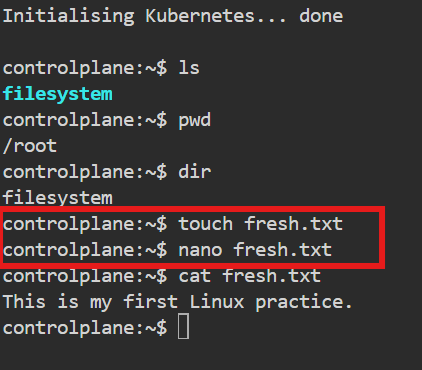 Initialising Kubernetes... done
controlplane:~$ ls
filesystem
controlplane:~$ pwd
/root
controlplane:~$ dir
filesystem
controlplane:~$ touch fresh.txt
controlplane:~$ nano fresh.txt
controlplane:~$ cat fresh.txt
This is my first Linux practice.
controlplane:~$